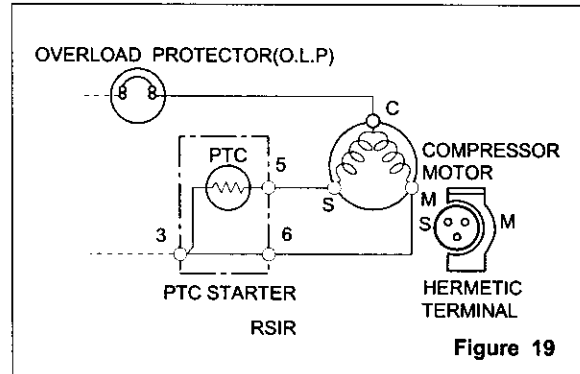 OVERLOAD PROTECTOR(O.L.P)
C
PTC
5
COMPRESSOR
MOTOR
S
M
S
M
3
6
PTC STARTER
HERMETIC
TERMINAL
RSIR
Figure 19